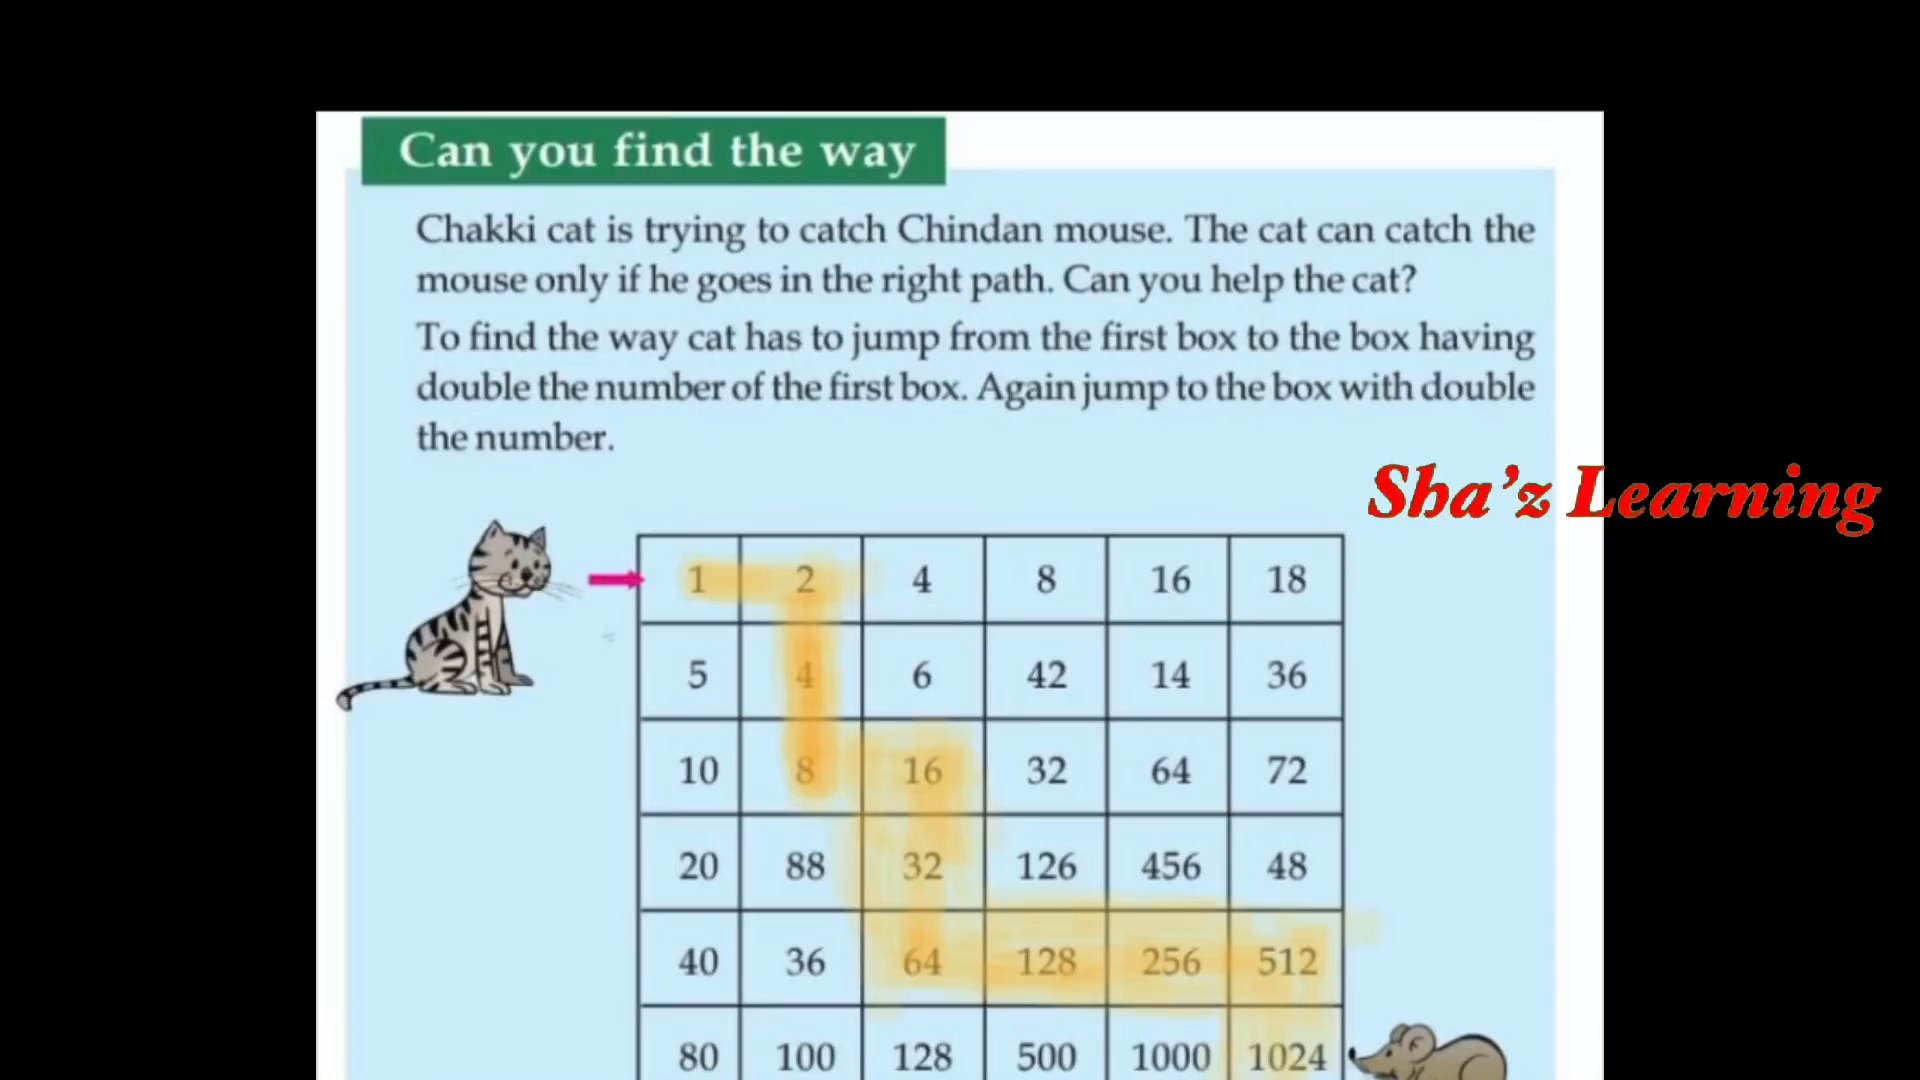 Can you find the way
Chakki cat is trying to catch Chindan mouse. The cat can catch the
mouse only if he goes in the right path. Can you help the cat?
To find the way cat has to jump from the first box to the box having
double the number of the first box. Again jump to the box with double
the number.
Sha'z Learning
1 2 4 8 16 18
5 4 6 42 14 36
10 8 16 32 64 72
20 88 32 126 456 48
40 36 64 128 256 512
80 100 128 500 1000 1024